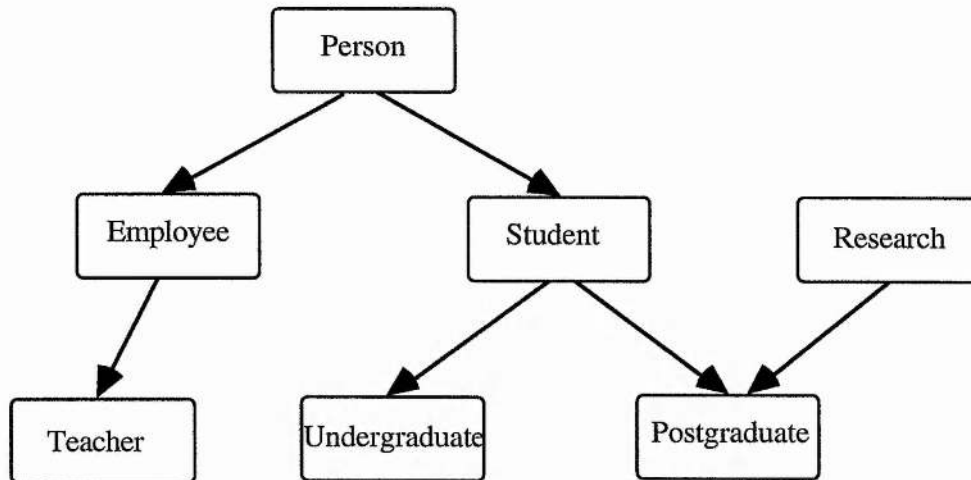 Person
Employee
Student
Research
Teacher
Undergraduate
Postgraduate